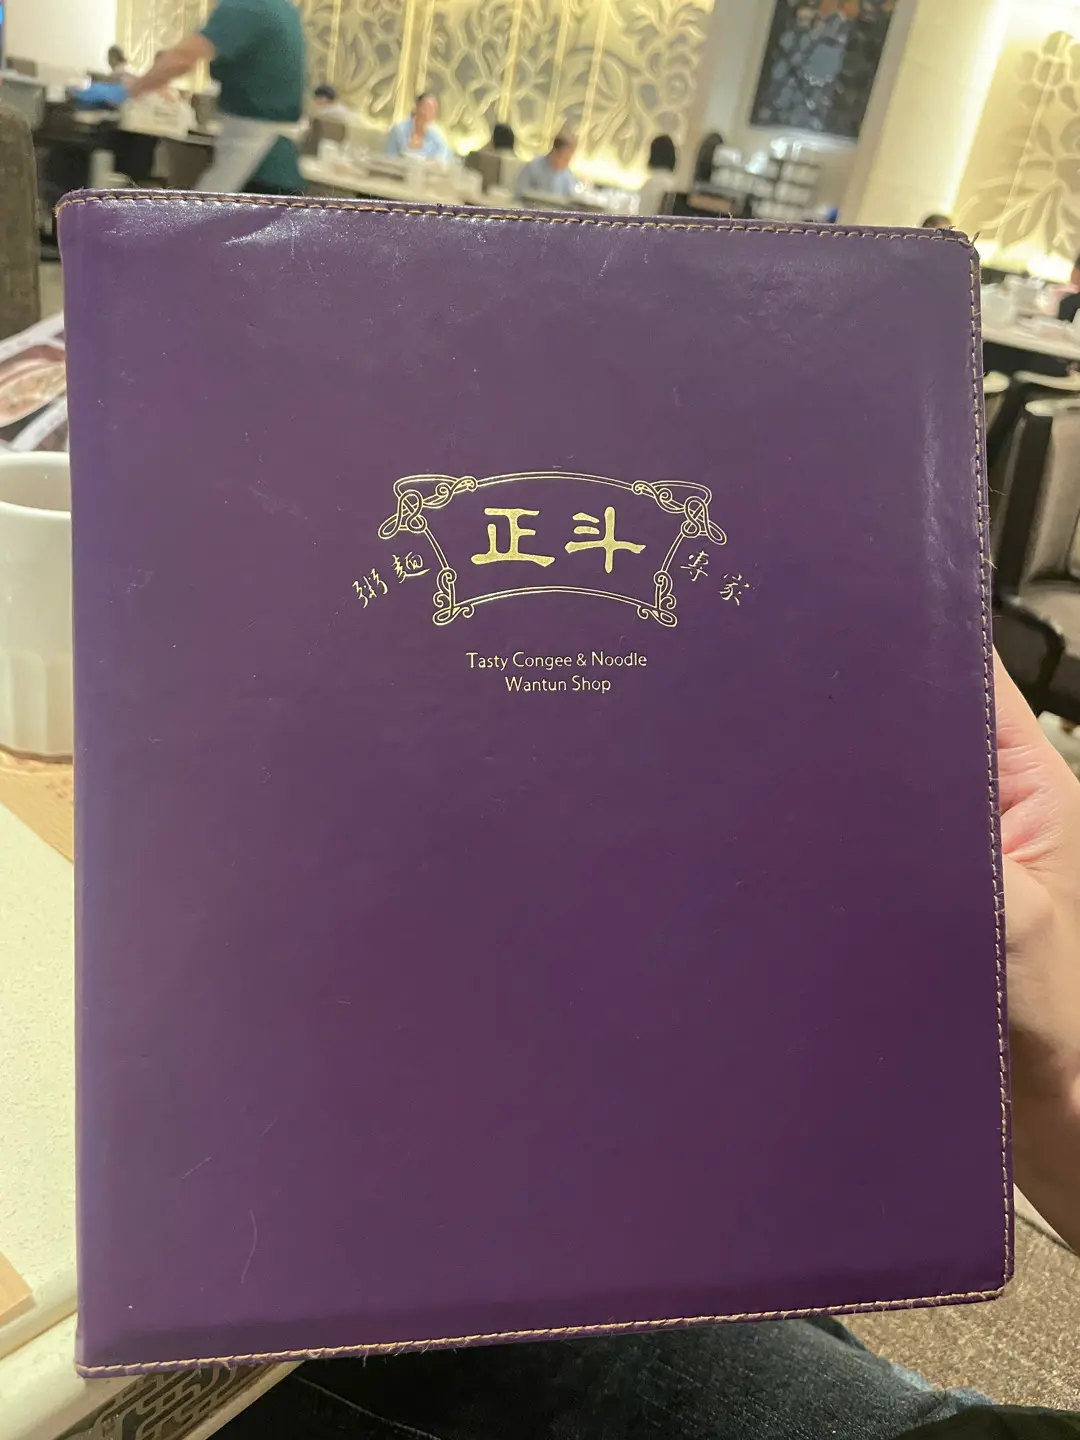 粥麵 正斗 專家
Tasty Congee & Noodle
Wantun Shop